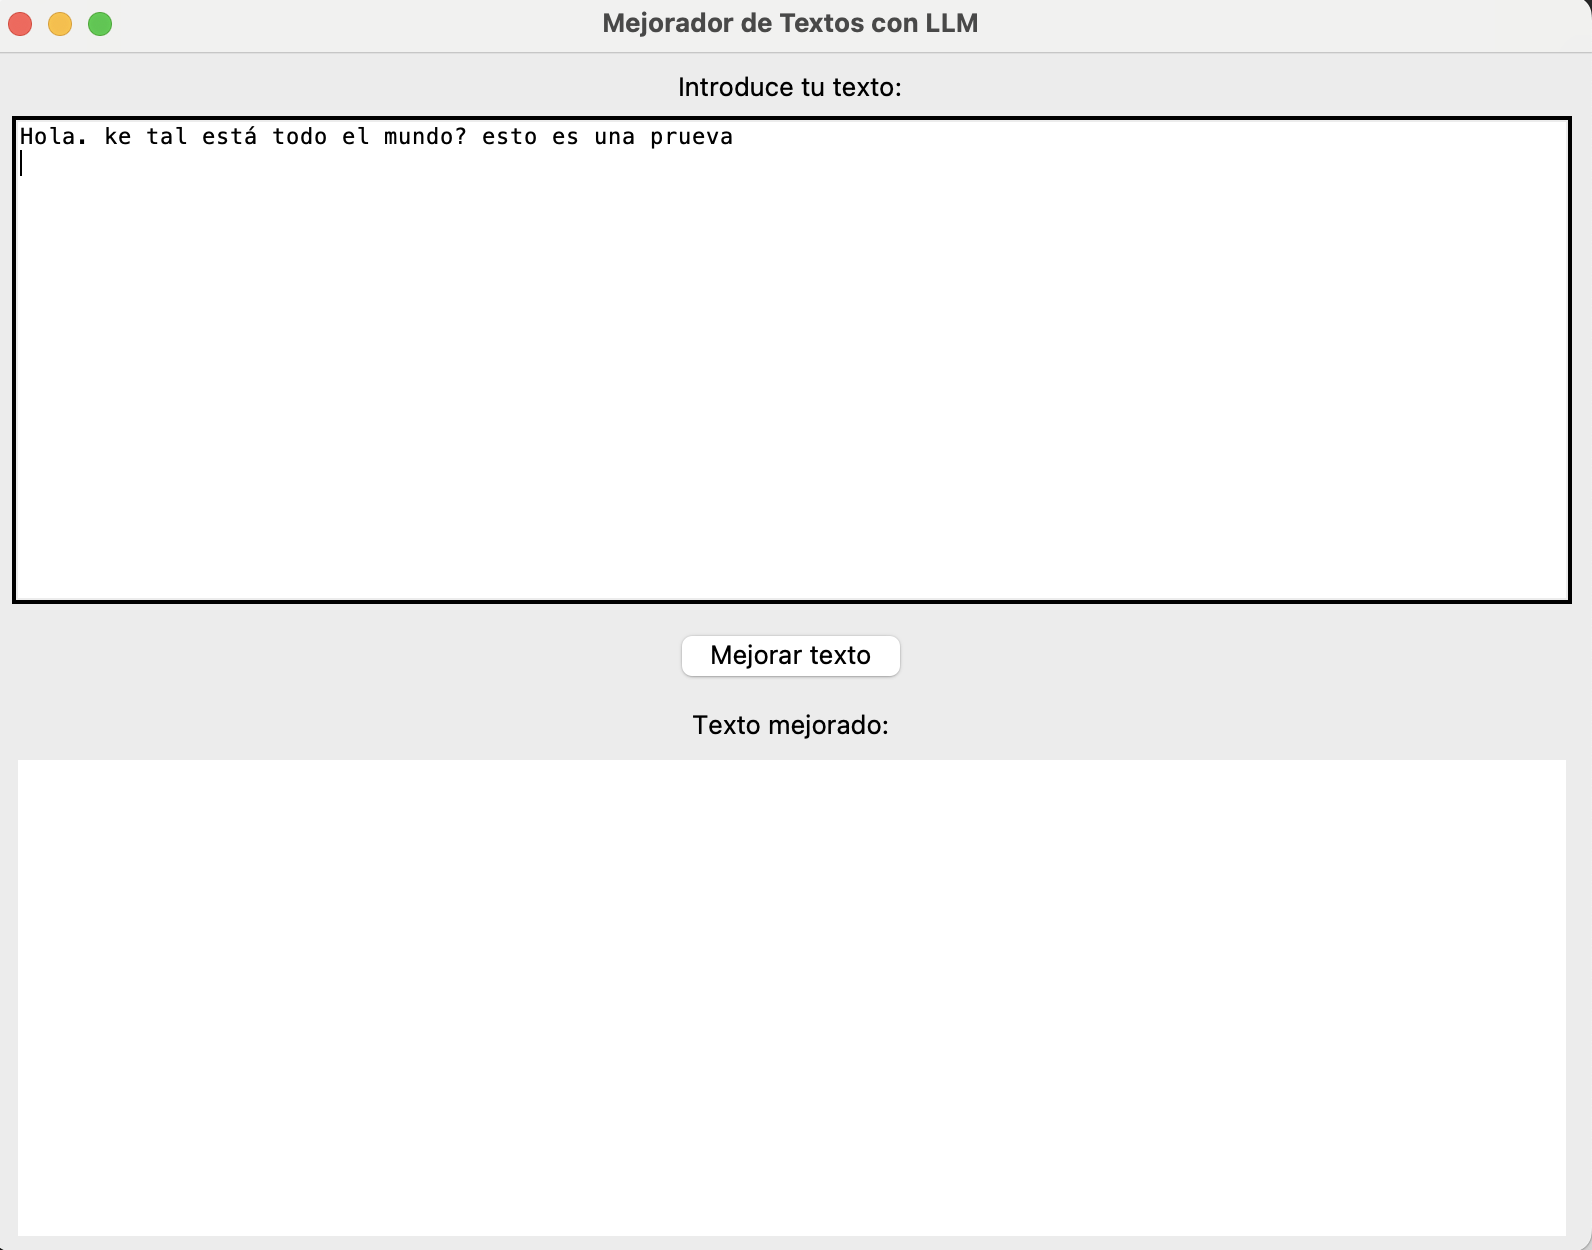 Mejorador de Textos con LLM
Introduce tu texto:
Hola. ke tal está todo el mundo? esto es una prueva
Mejorar texto
Texto mejorado: